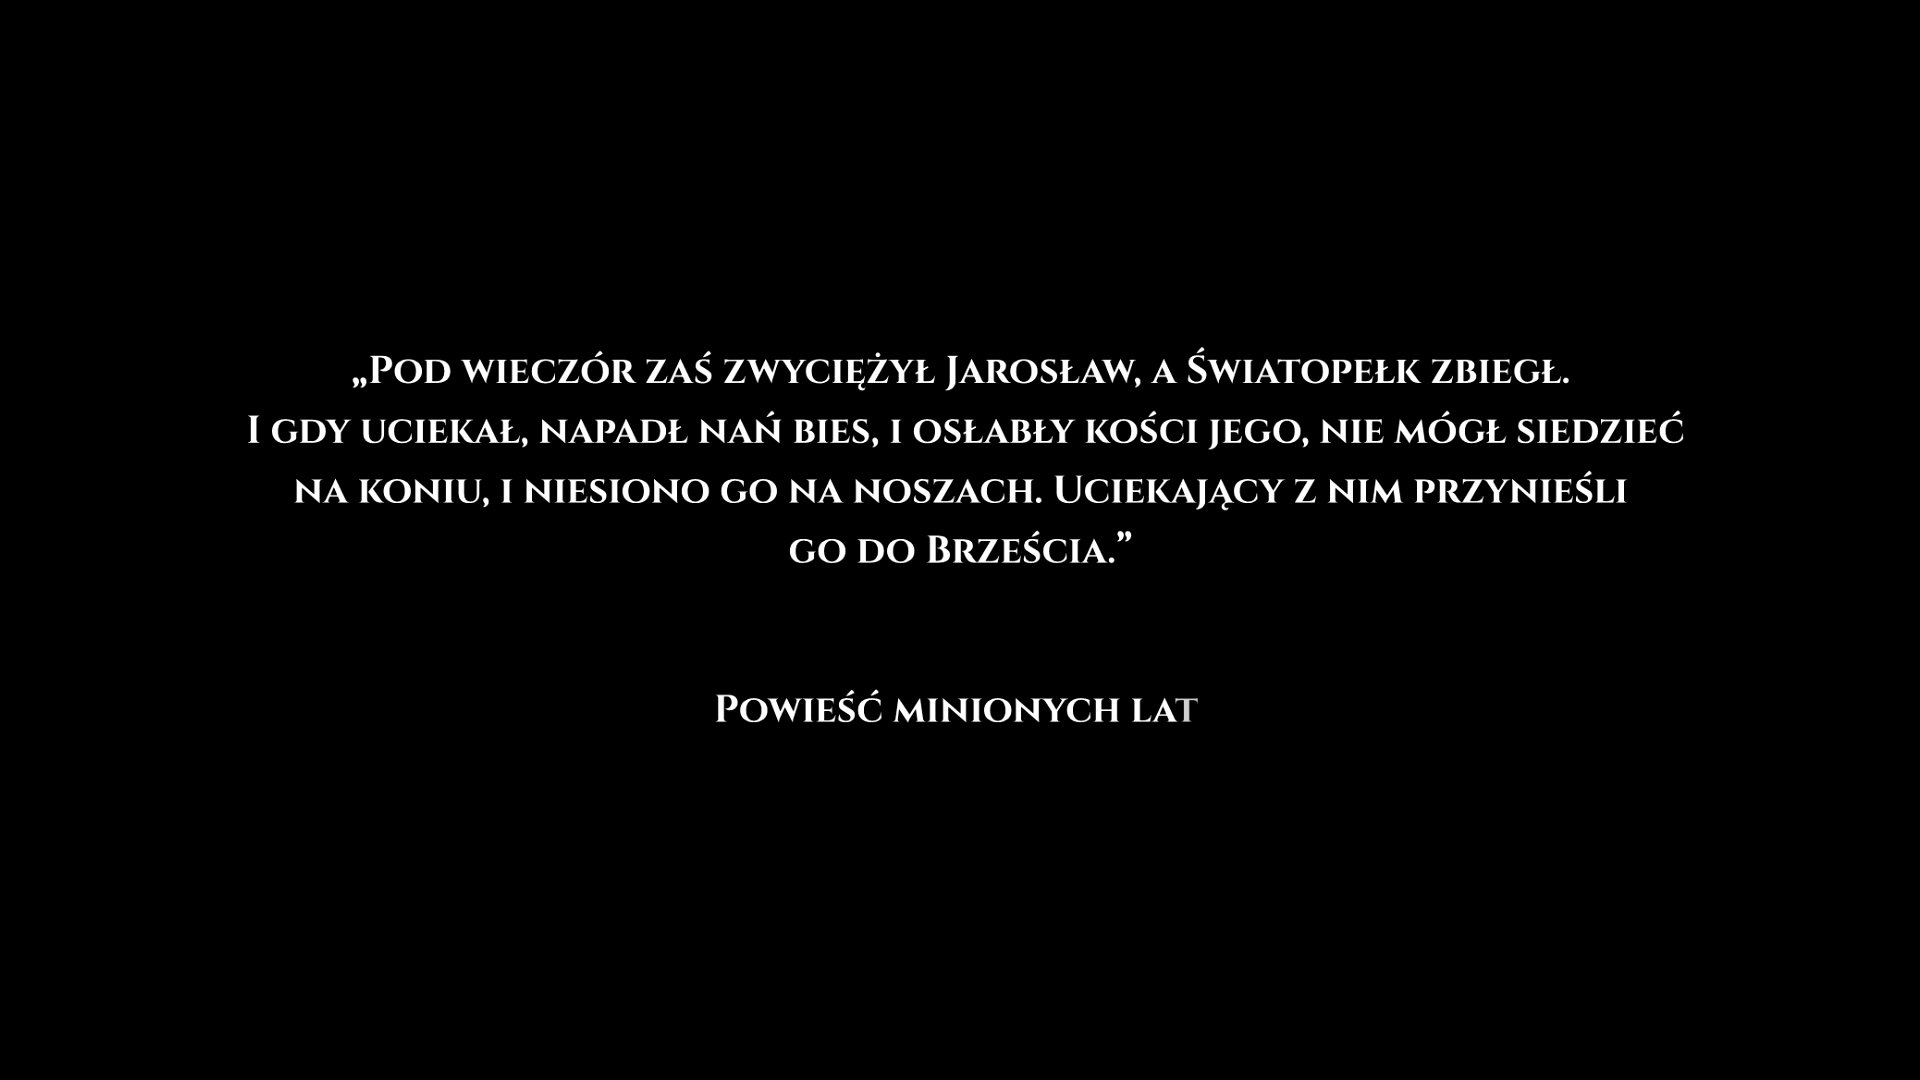 „Pod wieczór zaś zwyciężył Jarosław, a Światopełk zbiegł.
I gdy uciekał, napadł nań bies, i osłabły kości jego, nie mógł siedzieć
na koniu, i niesiono go na noszach. Uciekający z nim przynieśli
go do Brześcia.”
Powieść minionych lat